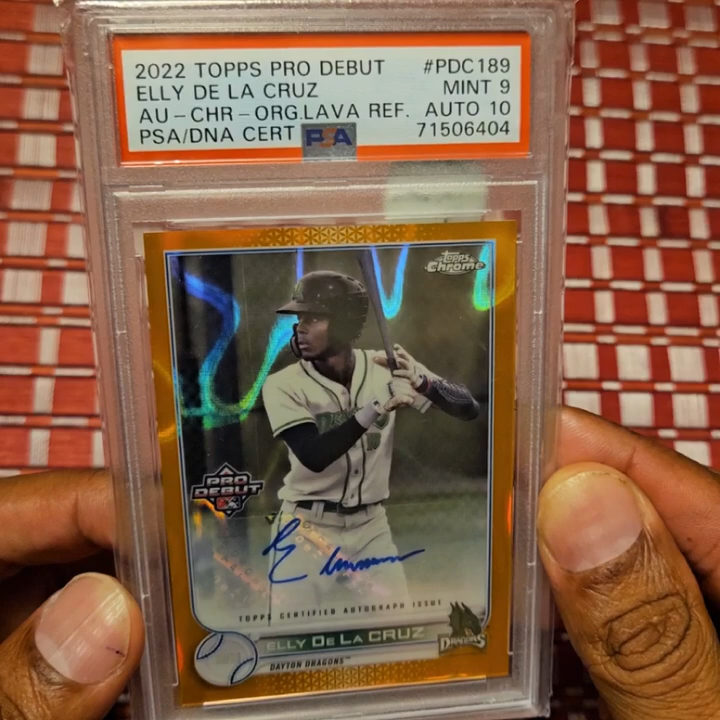 2022 TOPPS PRO DEBUT #PDC189
ELLY DE LA CRUZ MINT 9
AU-CHR-ORG.LAVA REF. AUTO 10
PSA/DNA CERT PSA 71506404
Topps
Chrome
PRO
DEBUT
TOPPS CERTIFIED AUTOGRAPH ISSUE
ELLY DE LA CRUZ
DRAGONS
DAYTON DRAGONS™